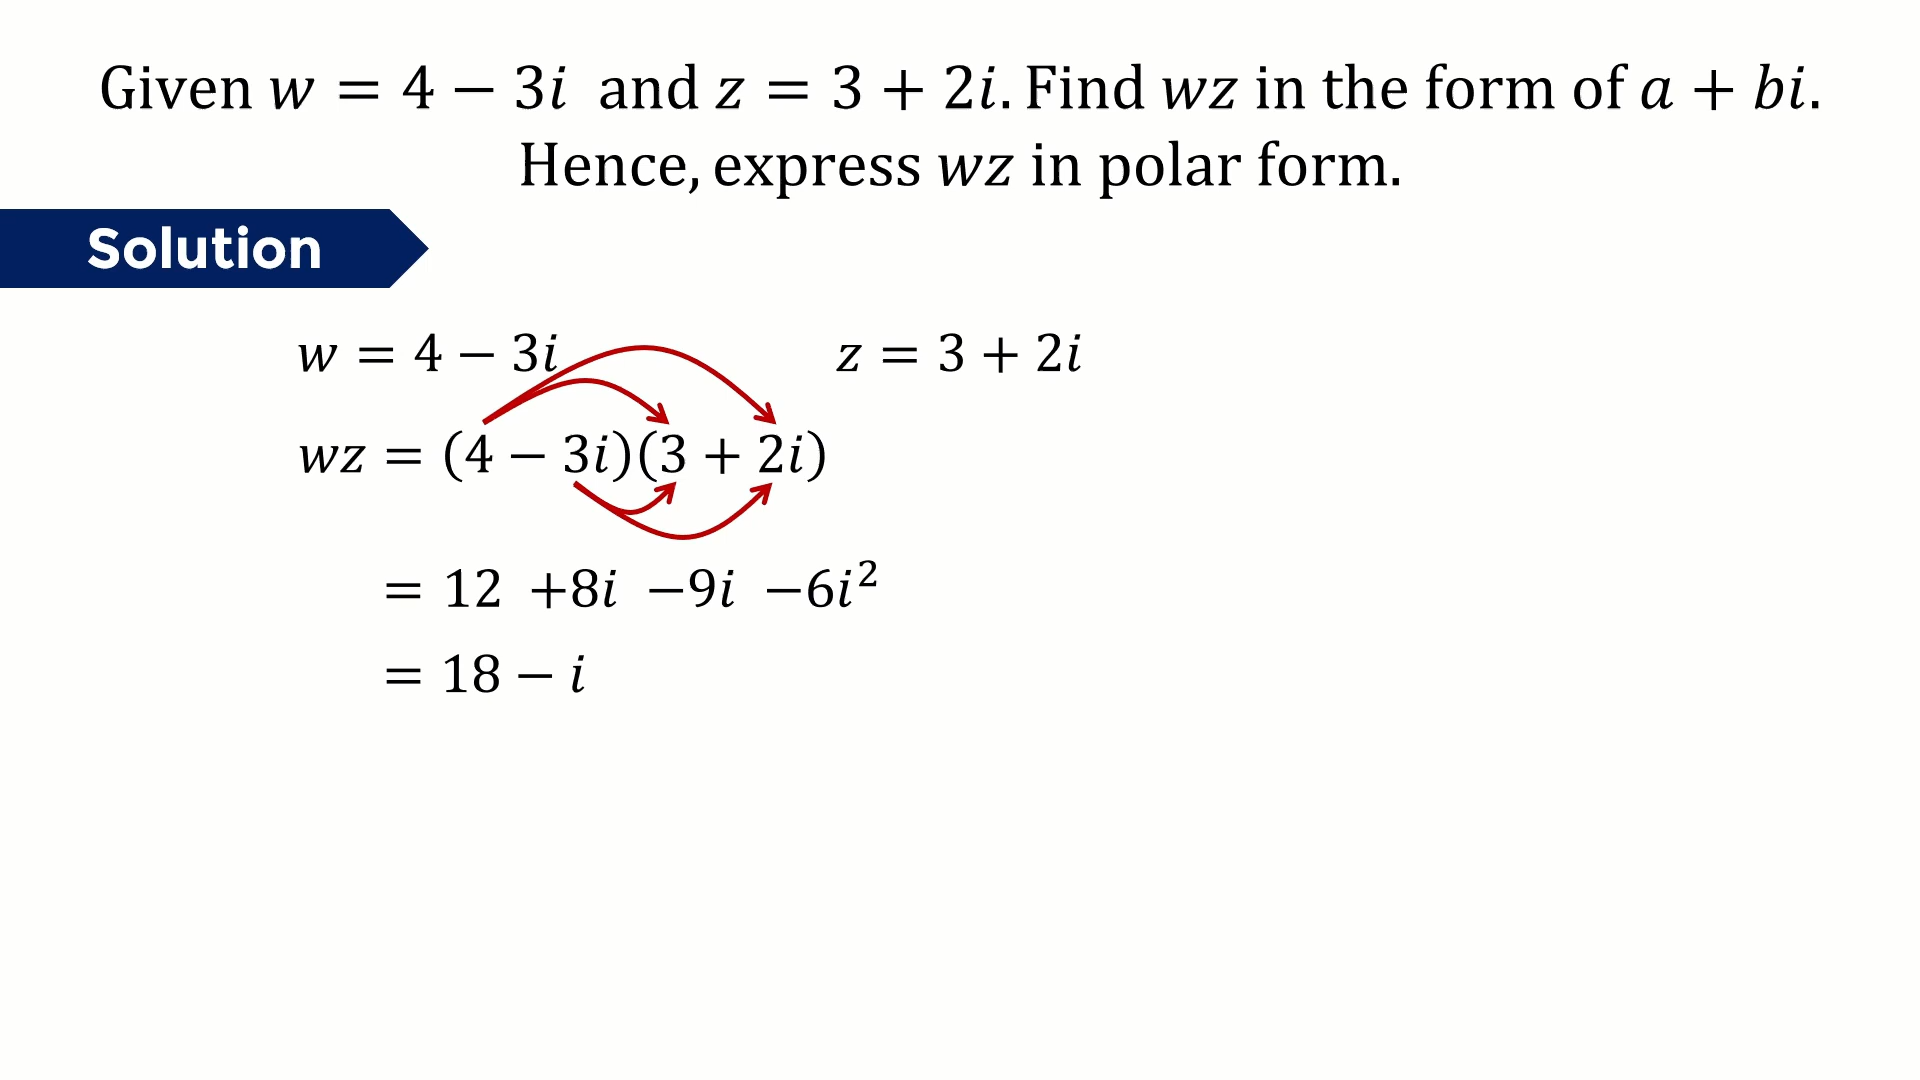 Given w = 4 − 3i and z = 3 + 2i. Find wz in the form of a + bi.
Hence, express wz in polar form.
Solution
w = 4 − 3i z = 3 + 2i
wz = (4 − 3i)(3 + 2i)
= 12 +8i −9i −6i²
= 18 − i